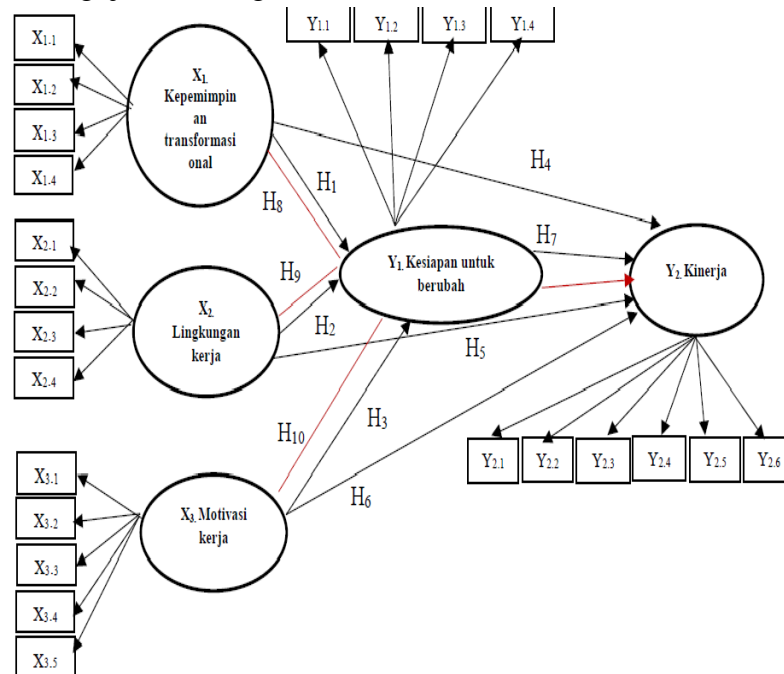 Y1.1
Y1.2
Y1.3
Y1.4
X1.1
X1.2
X1.3
X1.4
X1.
Kepemimpin
an
transformasi
onal
H1
H8
H4
X2.1
X2.2
X2.3
X2.4
X2.
Lingkungan
kerja
H9
H2
Y1. Kesiapan untuk
berubah
H7
H5
Y2. Kinerja
H10
H3
H6
Y2.1
Y2.2
Y2.3
Y2.4
Y2.5
Y2.6
X3.1
X3.2
X3.3
X3.4
X3.5
X3. Motivasi
kerja